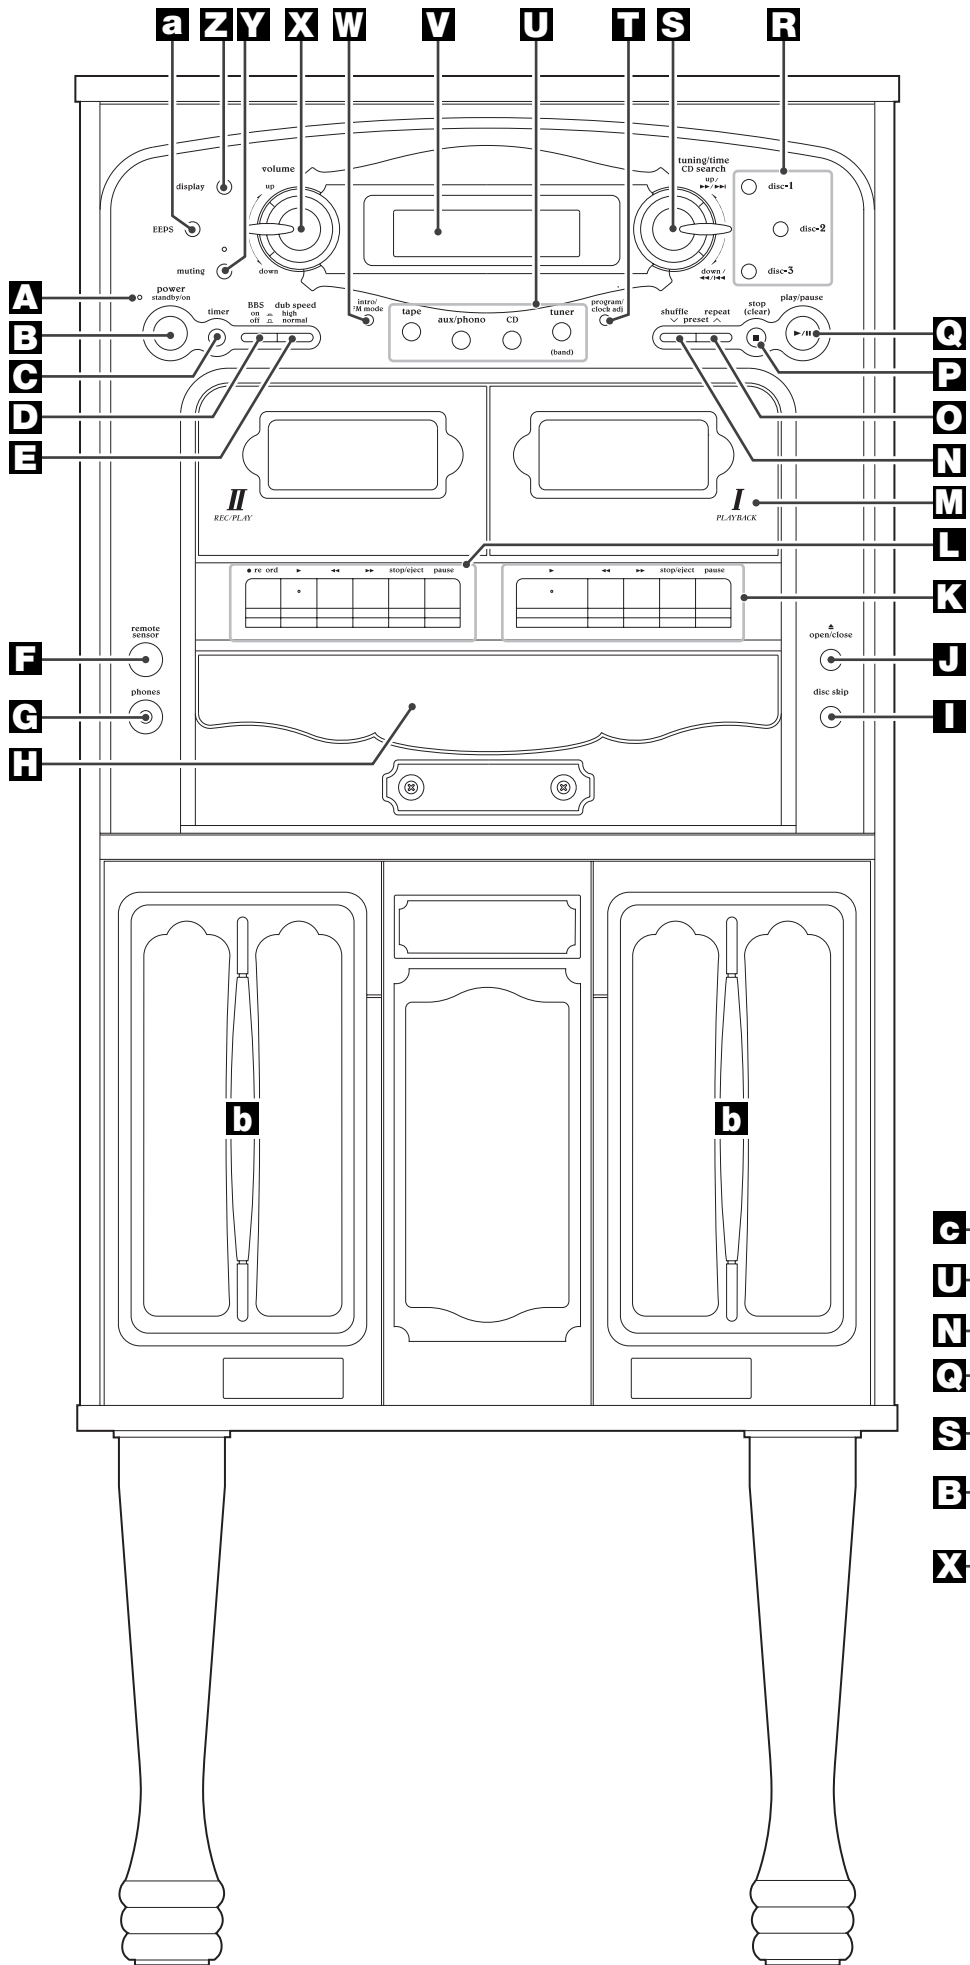 a Z Y X W V U T S R
volume
up
down
display
EEPS
muting
tuning/time
CD search
up/
▶▶/▶▶I
down/
◀◀/I◀◀
disc-1
disc-2
disc-3
A
B
C
D
E
power
standby/on
timer
BBS
on
off
dub speed
high
normal
intro/
FM mode
tape
aux/phono
CD
tuner
(band)
program/
clock adj
shuffle
preset
repeat
stop
(clear)
■
play/pause
▶/II
Q
P
O
N
M
L
K
II
REC/PLAY
I
PLAYBACK
● re ord ▶ ◀◀ ▶▶ stop/eject pause
▶ ◀◀ ▶▶ stop/eject pause
F
G
H
remote
sensor
phones
▲
open/close
disc skip
J
I
b b
c
U
N
Q
S
B
X